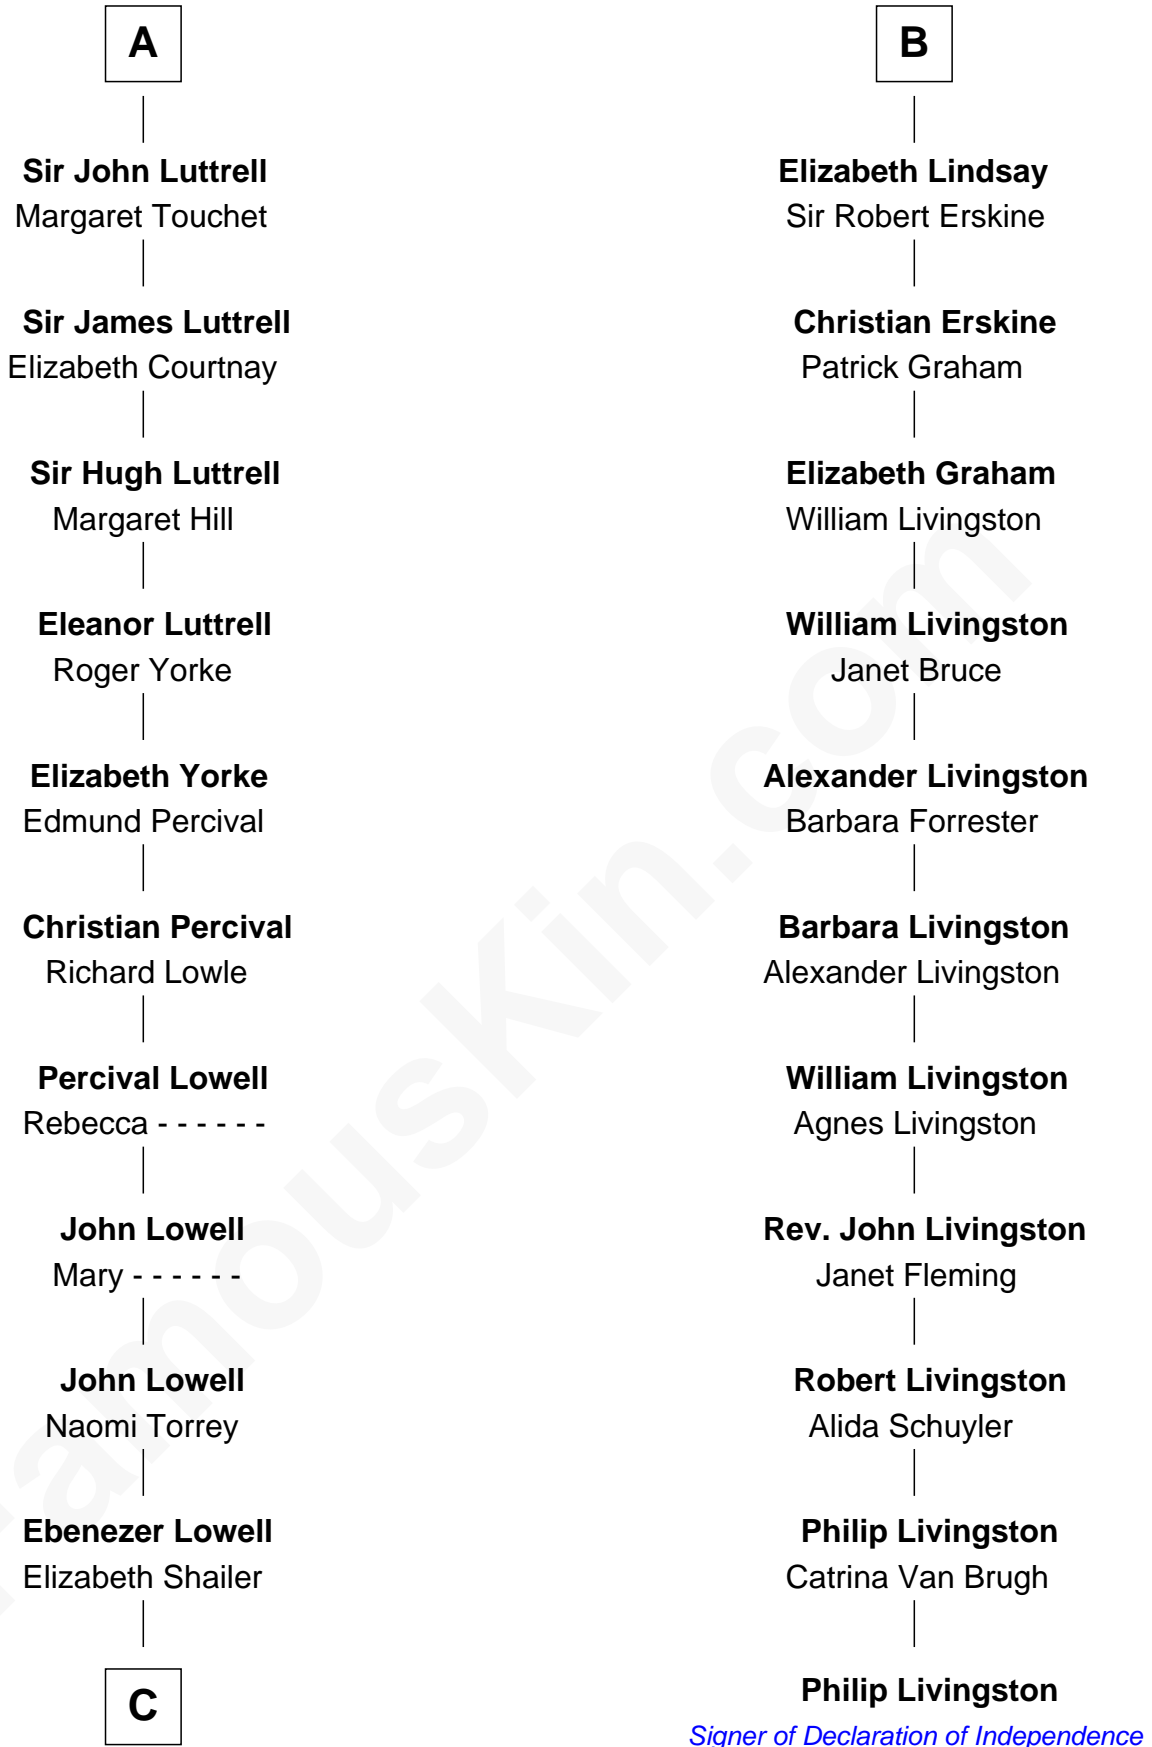 A
Sir John Luttrell
Margaret Touchet
Sir James Luttrell
Elizabeth Courtnay
Sir Hugh Luttrell
Margaret Hill
Eleanor Luttrell
Roger Yorke
Elizabeth Yorke
Edmund Percival
Christian Percival
Richard Lowle
Percival Lowell
Rebecca - - - - - -
John Lowell
Mary - - - - - -
John Lowell
Naomi Torrey
Ebenezer Lowell
Elizabeth Shailer
C
B
Elizabeth Lindsay
Sir Robert Erskine
Christian Erskine
Patrick Graham
Elizabeth Graham
William Livingston
William Livingston
Janet Bruce
Alexander Livingston
Barbara Forrester
Barbara Livingston
Alexander Livingston
William Livingston
Agnes Livingston
Rev. John Livingston
Janet Fleming
Robert Livingston
Alida Schuyler
Philip Livingston
Catrina Van Brugh
Philip Livingston
Signer of Declaration of Independence
FamousKin.com